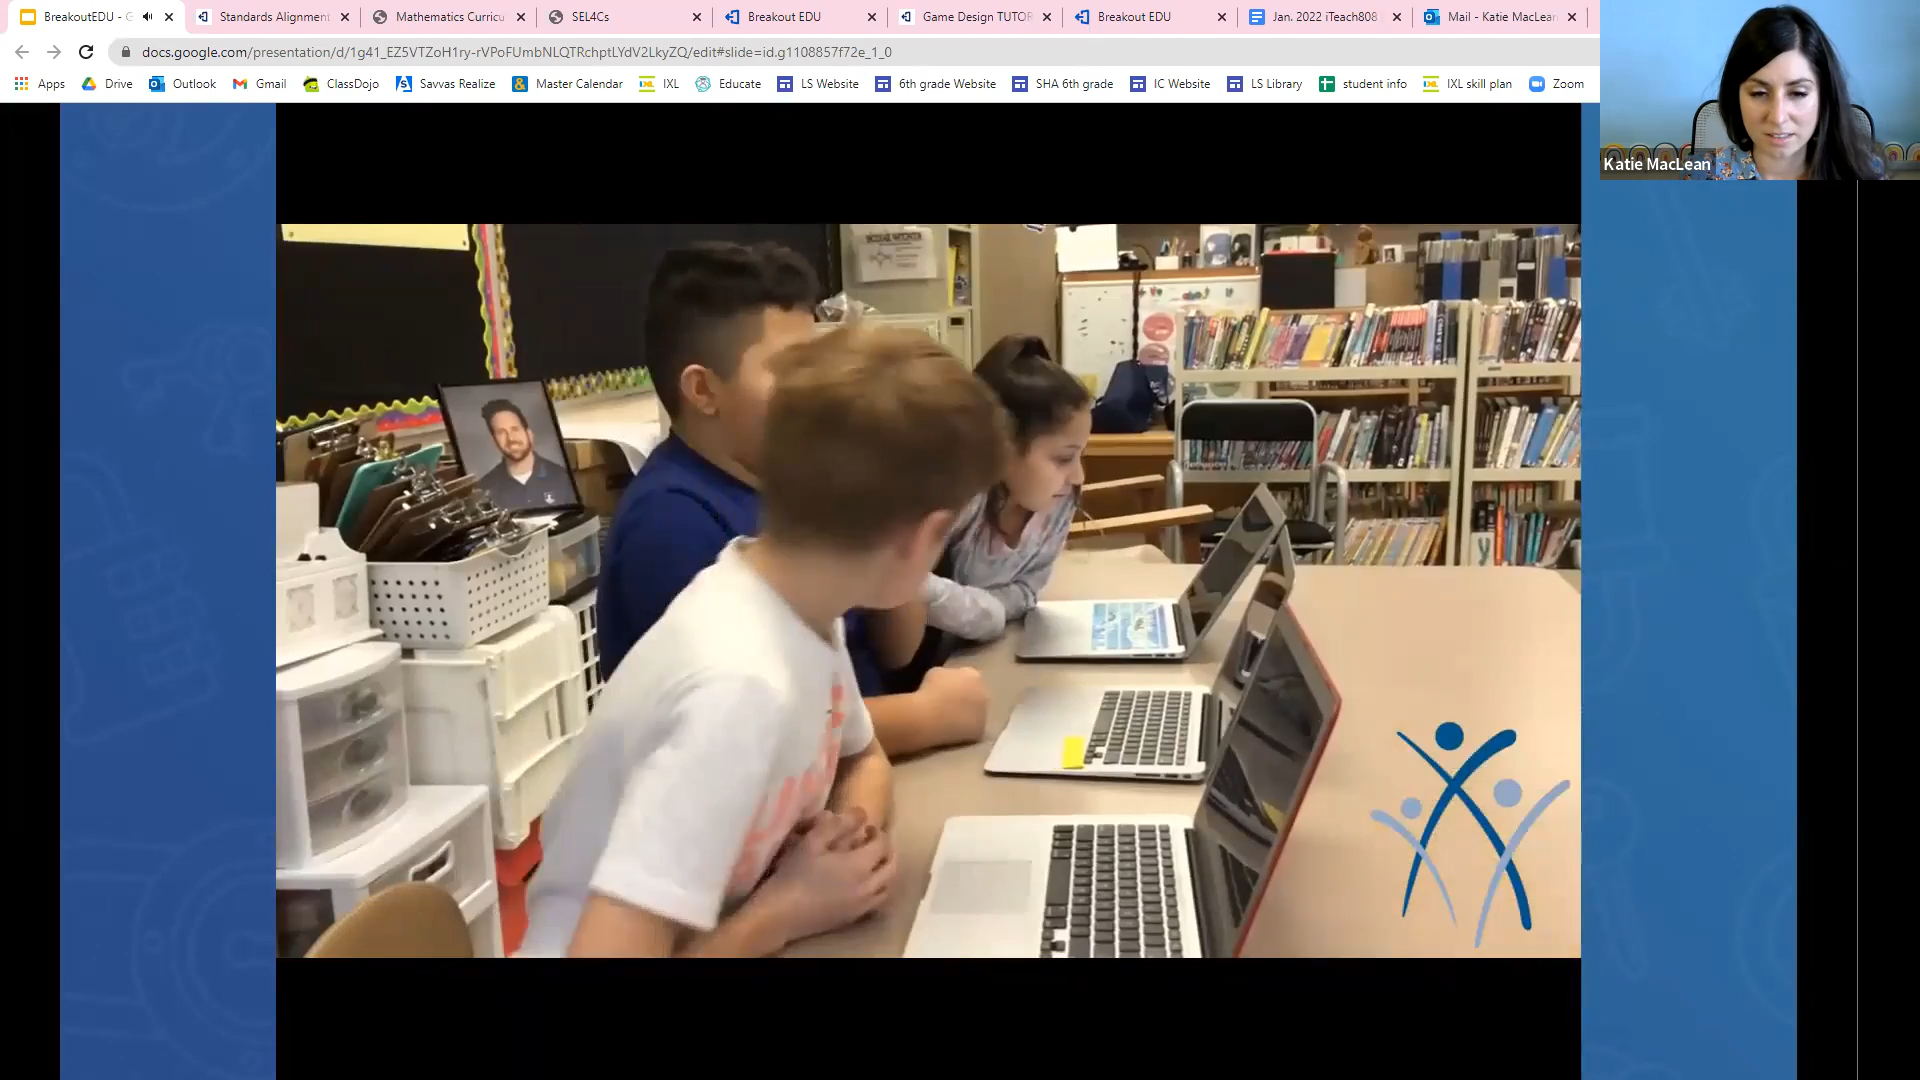 BreakoutEDU - G
Standards Alignment
Mathematics Curricu
SEL4Cs
Breakout EDU
Game Design TUTOR
Breakout EDU
Jan. 2022 iTeach808
Mail - Katie MacLean
docs.google.com/presentation/d/1g41_EZ5VTZoH1ry-rVPoFUmbNLQTRchptLYdV2LkyZQ/edit#slide=id.g1108857f72e_1_0
Apps
Drive
Outlook
Gmail
ClassDojo
Savvas Realize
Master Calendar
IXL
Educate
LS Website
6th grade Website
SHA 6th grade
IC Website
LS Library
student info
IXL skill plan
Zoom
Katie MacLean